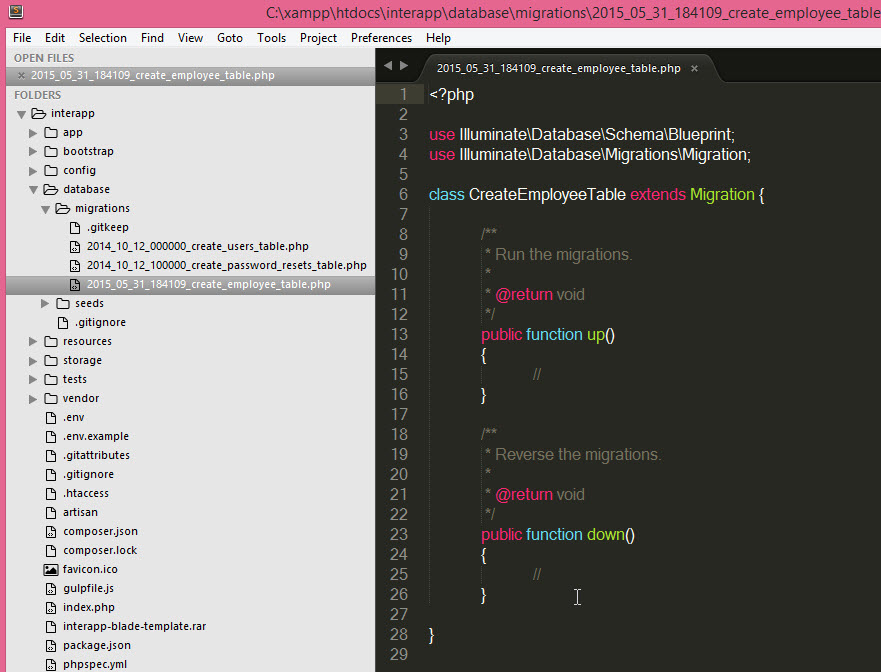 C:\xampp\htdocs\interapp\database\migrations\2015_05_31_184109_create_employee_table
File Edit Selection Find View Goto Tools Project Preferences Help
OPEN FILES
2015_05_31_184109_create_employee_table.php
FOLDERS
interapp
app
bootstrap
config
database
migrations
.gitkeep
2014_10_12_000000_create_users_table.php
2014_10_12_100000_create_password_resets_table.php
2015_05_31_184109_create_employee_table.php
seeds
.gitignore
resources
storage
tests
vendor
.env
.env.example
.gitattributes
.gitignore
.htaccess
artisan
composer.json
composer.lock
favicon.ico
gulpfile.js
index.php
interapp-blade-template.rar
package.json
phpspec.yml
2015_05_31_184109_create_employee_table.php
1 <?php
2
3 use Illuminate\Database\Schema\Blueprint;
4 use Illuminate\Database\Migrations\Migration;
5
6 class CreateEmployeeTable extends Migration {
7
8 /**
9 * Run the migrations.
10 *
11 * @return void
12 */
13 public function up()
14 {
15 //
16 }
17
18 /**
19 * Reverse the migrations.
20 *
21 * @return void
22 */
23 public function down()
24 {
25 //
26 }
27
28 }
29